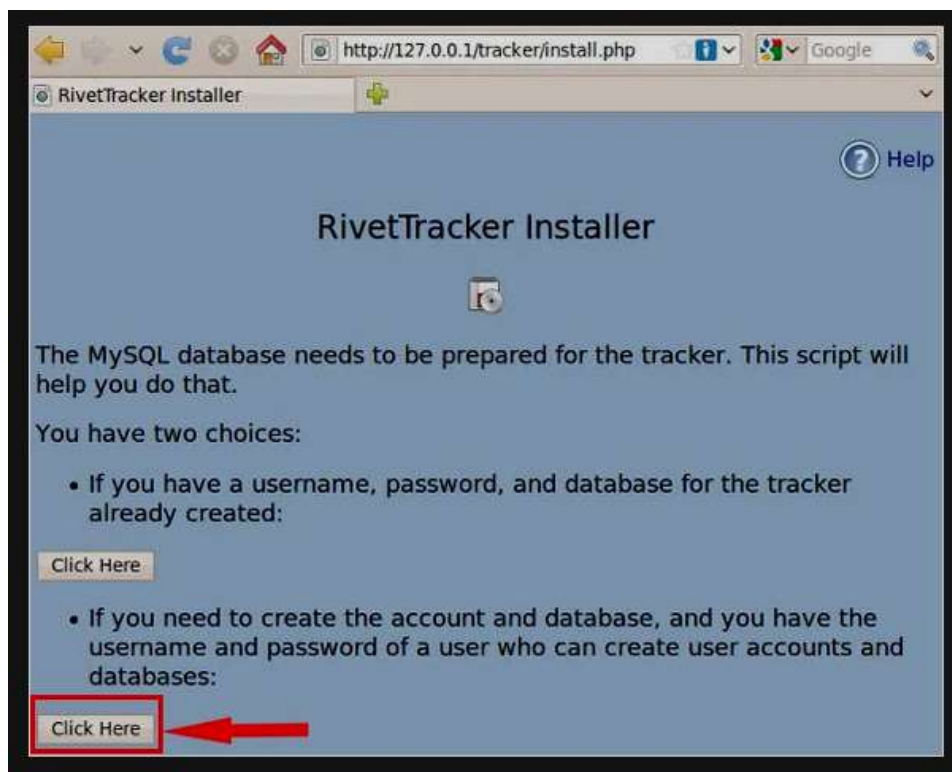 http://127.0.0.1/tracker/install.php
Google
RivetTracker Installer
Help
RivetTracker Installer
The MySQL database needs to be prepared for the tracker. This script will
help you do that.
You have two choices:
• If you have a username, password, and database for the tracker
already created:
Click Here
• If you need to create the account and database, and you have the
username and password of a user who can create user accounts and
databases:
Click Here